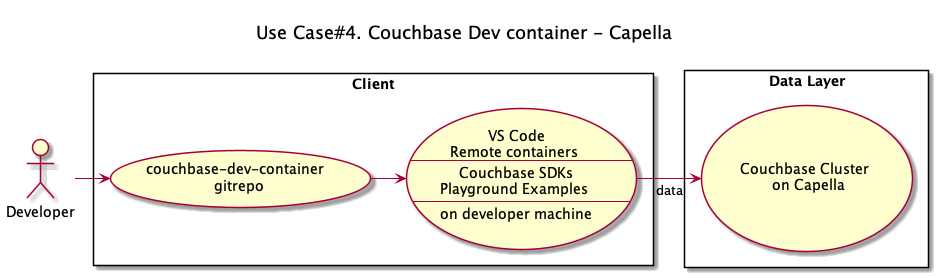 Use Case#4. Couchbase Dev container - Capella
Client
Data Layer
Developer
couchbase-dev-container
gitrepo
VS Code
Remote containers
Couchbase SDKs
Playground Examples
on developer machine
data
Couchbase Cluster
on Capella